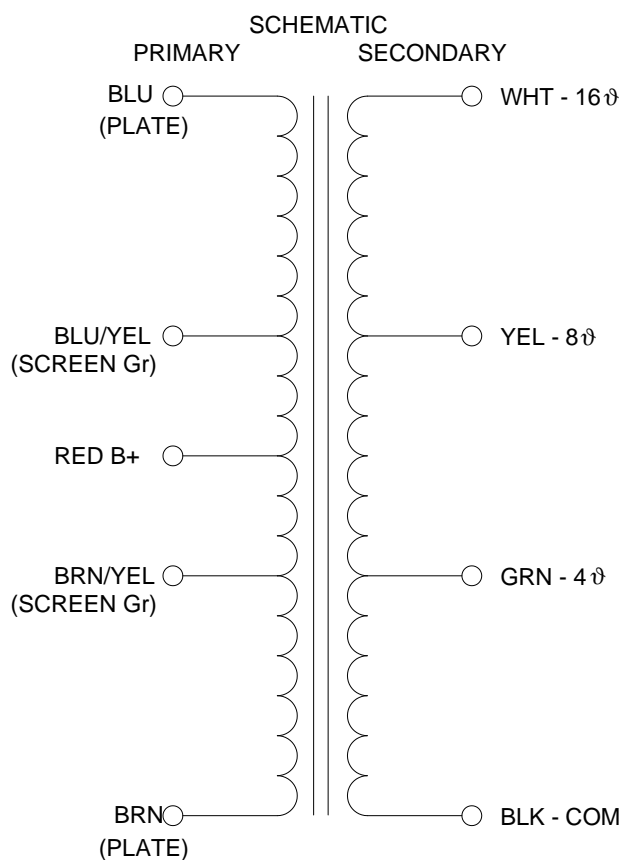 SCHEMATIC
PRIMARY SECONDARY
BLU
(PLATE)
WHT - 16ϑ
BLU/YEL
(SCREEN Gr)
YEL - 8ϑ
RED B+
BRN/YEL
(SCREEN Gr)
GRN - 4ϑ
BRN
(PLATE)
BLK - COM